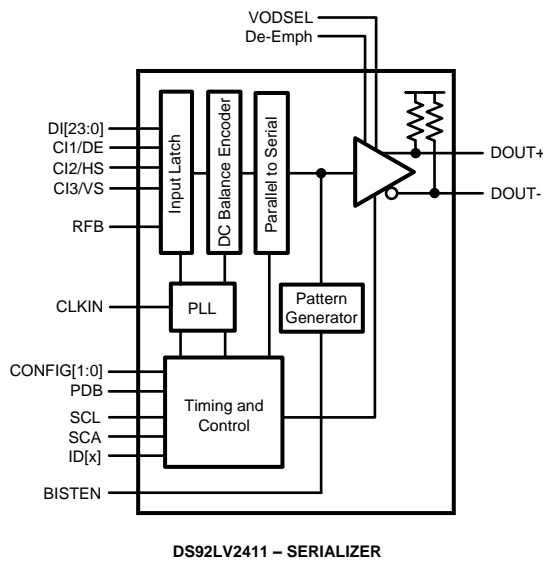 VODSEL
De-Emph
DI[23:0]
CI1/DE
CI2/HS
CI3/VS
RFB
Input Latch
DC Balance Encoder
Parallel to Serial
DOUT+
DOUT-
CLKIN
PLL
Pattern
Generator
CONFIG[1:0]
PDB
SCL
SCA
ID[x]
Timing and
Control
BISTEN
DS92LV2411 – SERIALIZER